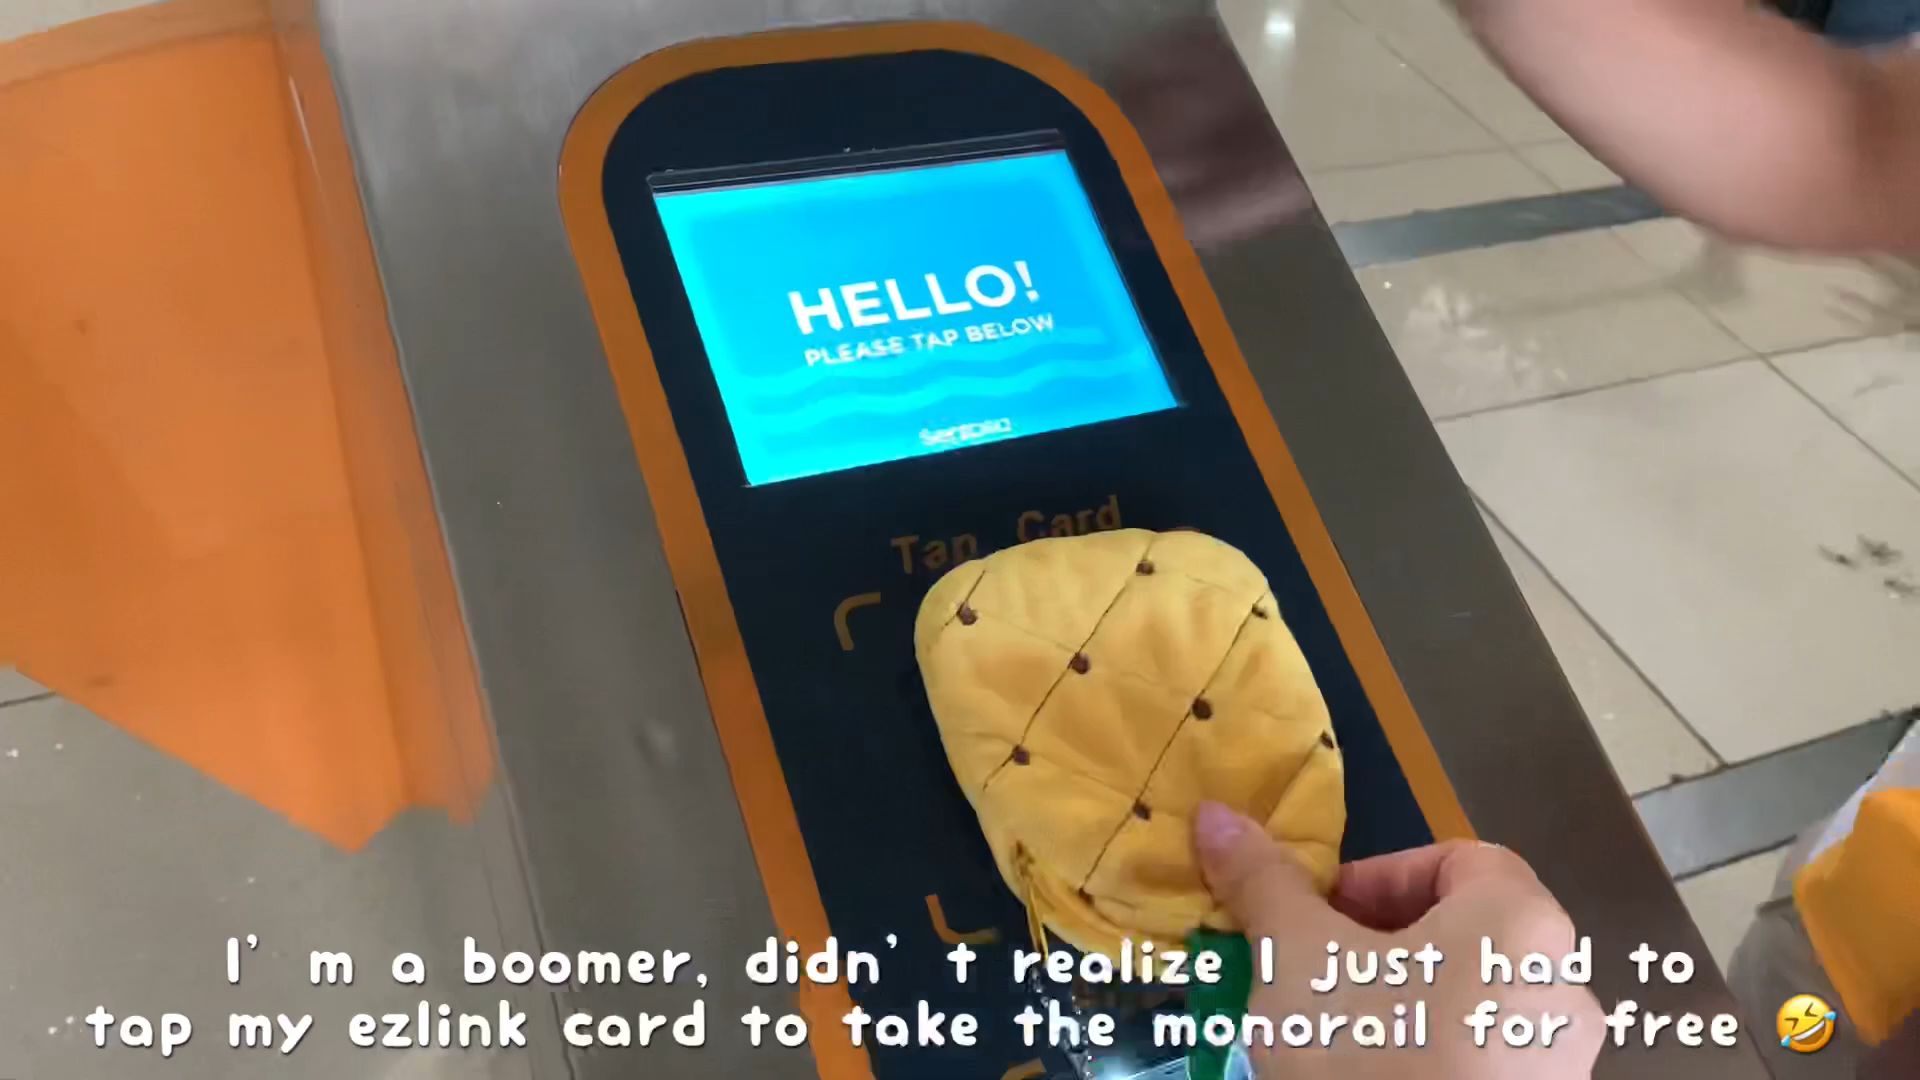 HELLO!
PLEASE TAP BELOW
sentosa
Tap Card
I'm a boomer, didn't realize I just had to
tap my ezlink card to take the monorail for free 🤣